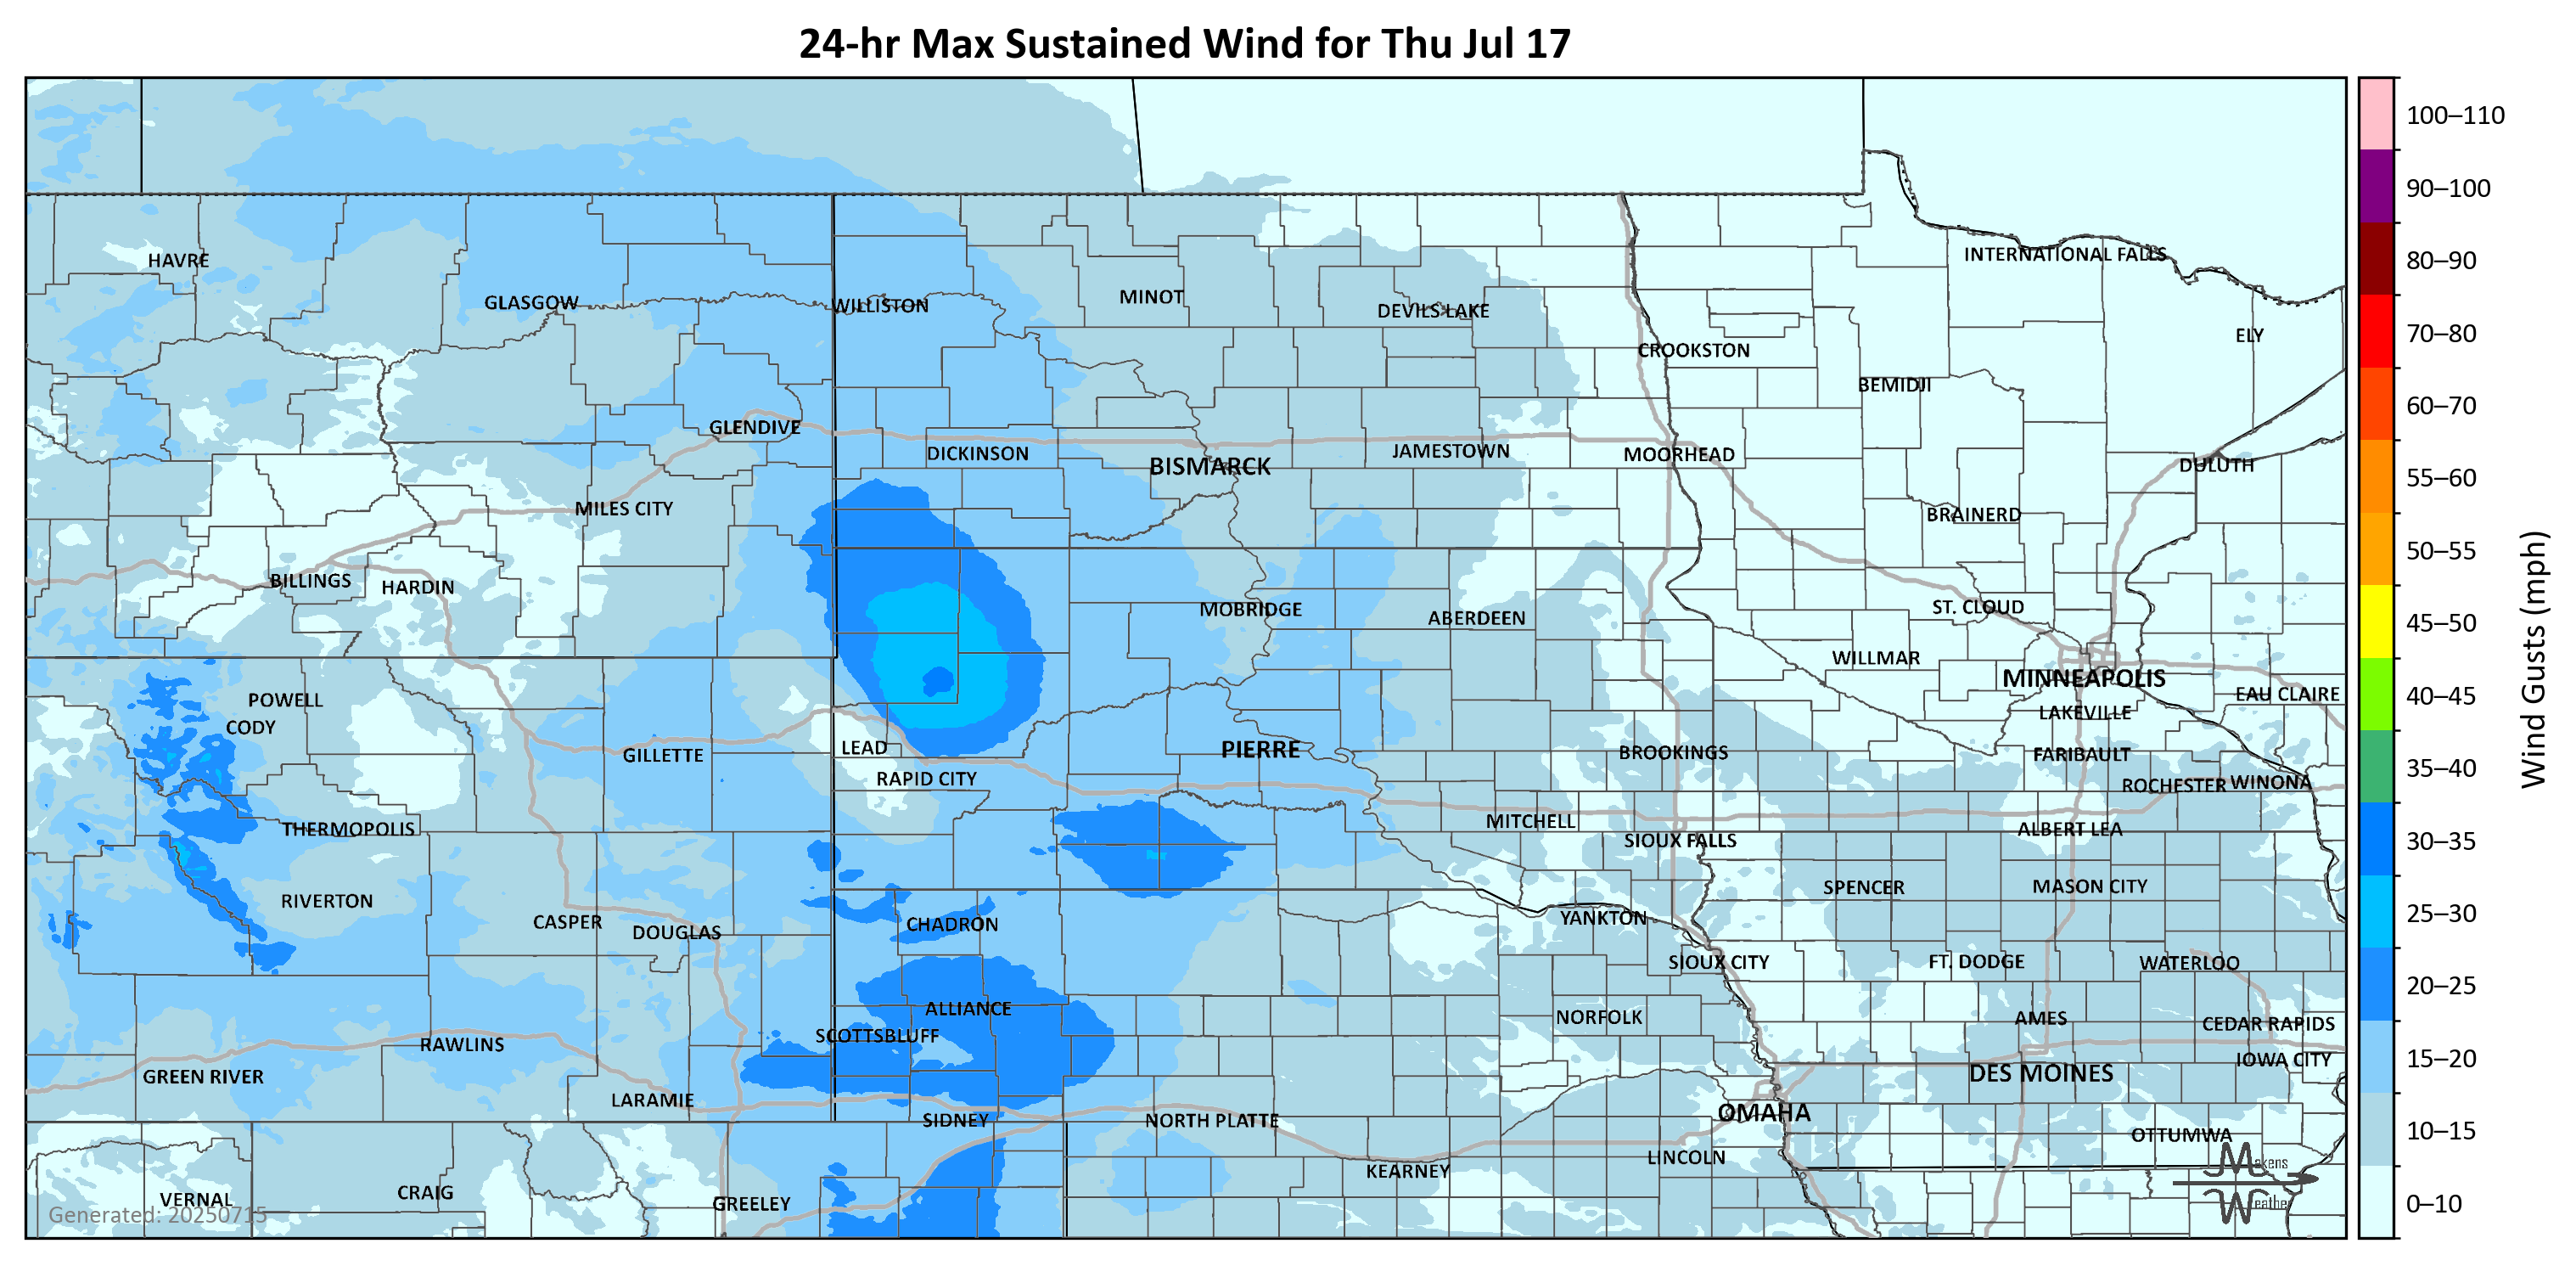 24-hr Max Sustained Wind for Thu Jul 17
100–110
90–100
80–90
70–80
60–70
55–60
50–55
45–50
40–45
35–40
30–35
25–30
20–25
15–20
10–15
0–10
Wind Gusts (mph)
HAVRE
INTERNATIONAL FALLS
GLASGOW
WILLISTON
MINOT
DEVILS LAKE
ELY
CROOKSTON
BEMIDJI
GLENDIVE
DICKINSON
BISMARCK
JAMESTOWN
MOORHEAD
DULUTH
MILES CITY
BRAINERD
BILLINGS
HARDIN
MOBRIDGE
ABERDEEN
ST. CLOUD
WILLMAR
MINNEAPOLIS
EAU CLAIRE
POWELL
CODY
LAKEVILLE
GILLETTE
LEAD
PIERRE
BROOKINGS
FARIBAULT
RAPID CITY
ROCHESTER
WINONA
THERMOPOLIS
MITCHELL
SIOUX FALLS
ALBERT LEA
RIVERTON
SPENCER
MASON CITY
CASPER
DOUGLAS
CHADRON
YANKTON
SIOUX CITY
FT. DODGE
WATERLOO
ALLIANCE
SCOTTSBLUFF
NORFOLK
AMES
CEDAR RAPIDS
RAWLINS
IOWA CITY
GREEN RIVER
DES MOINES
LARAMIE
SIDNEY
NORTH PLATTE
OMAHA
OTTUMWA
KEARNEY
LINCOLN
VERNAL
CRAIG
GREELEY
Generated: 20250715
Makens
Weather